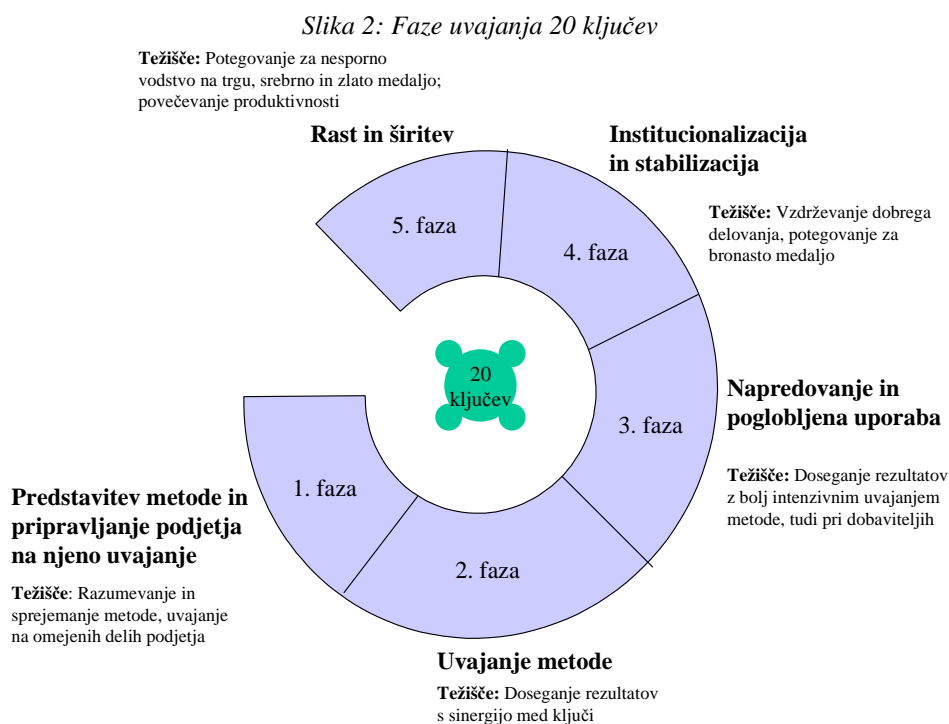 Slika 2: Faze uvajanja 20 ključev
Težišče: Potegovanje za nesporno
vodstvo na trgu, srebrno in zlato medaljo;
povečevanje produktivnosti
Rast in širitev
Institucionalizacija
in stabilizacija
5. faza
4. faza
Težišče: Vzdrževanje dobrega
delovanja, potegovanje za
bronasto medaljo
20
ključev
Napredovanje in
poglobljena uporaba
3. faza
Težišče: Doseganje rezultatov
z bolj intenzivnim uvajanjem
metode, tudi pri dobaviteljih
1. faza
Predstavitev metode in
pripravljanje podjetja
na njeno uvajanje
2. faza
Težišče: Razumevanje in
sprejemanje metode, uvajanje
na omejenih delih podjetja
Uvajanje metode
Težišče: Doseganje rezultatov
s sinergijo med ključi